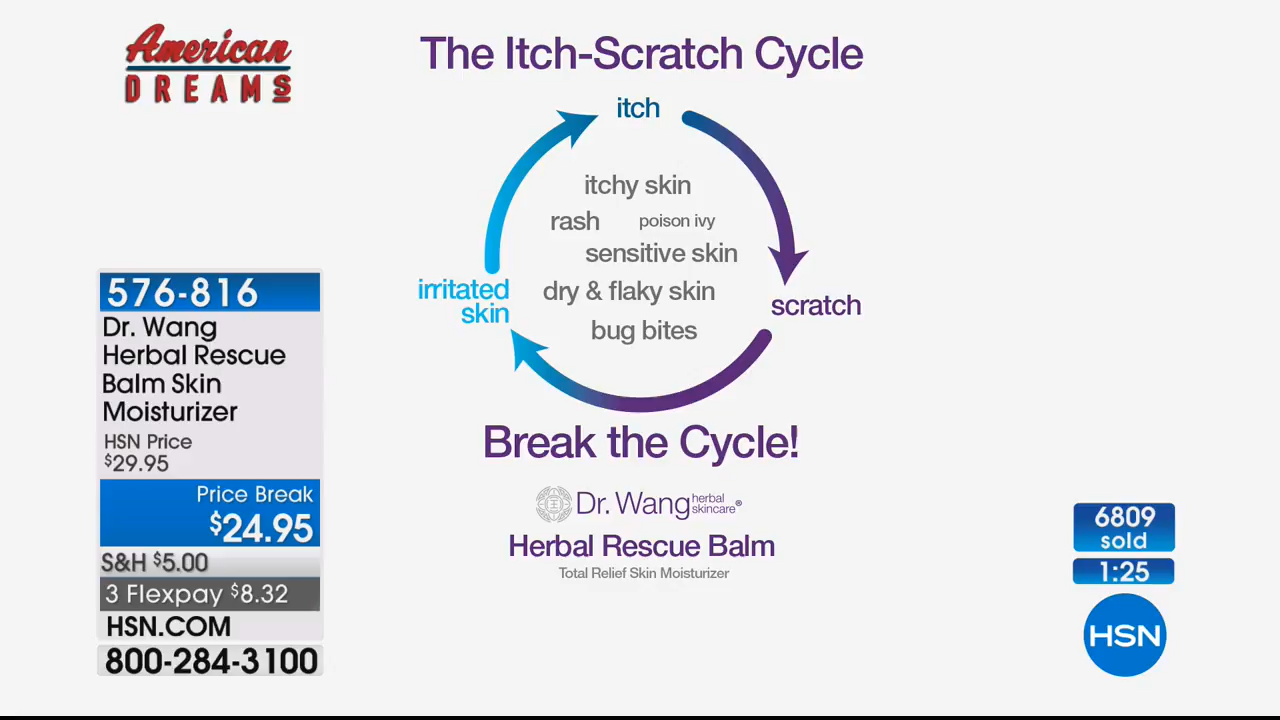 American
DREAMS
The Itch-Scratch Cycle
itch
itchy skin
rash poison ivy
sensitive skin
dry & flaky skin
bug bites
irritated
skin
scratch
Break the Cycle!
Dr. Wang herbal skincare®
Herbal Rescue Balm
Total Relief Skin Moisturizer
576-816
Dr. Wang
Herbal Rescue
Balm Skin
Moisturizer
HSN Price
$29.95
Price Break
$24.95
S&H $5.00
3 Flexpay $8.32
HSN.COM
800-284-3100
6809
sold
1:25
HSN